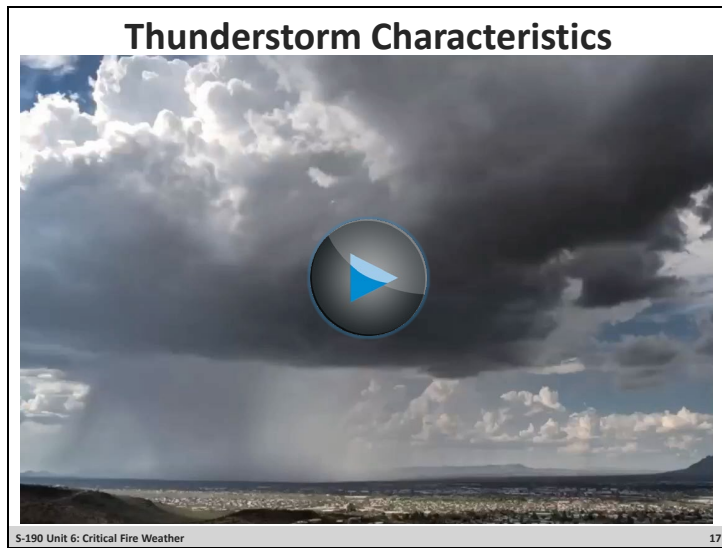 Thunderstorm Characteristics
S-190 Unit 6: Critical Fire Weather 17